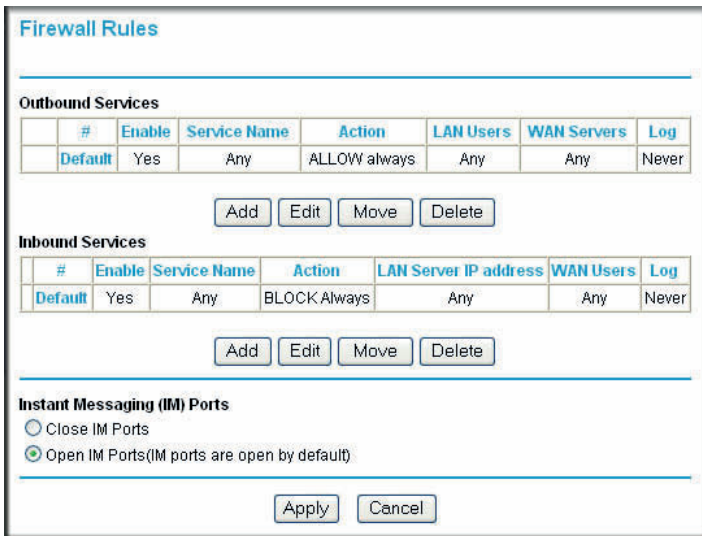 Firewall Rules
Outbound Services
# Enable Service Name Action LAN Users WAN Servers Log
Default Yes Any ALLOW always Any Any Never
Add Edit Move Delete
Inbound Services
# Enable Service Name Action LAN Server IP address WAN Users Log
Default Yes Any BLOCK Always Any Any Never
Add Edit Move Delete
Instant Messaging (IM) Ports
Close IM Ports
Open IM Ports(IM ports are open by default)
Apply Cancel